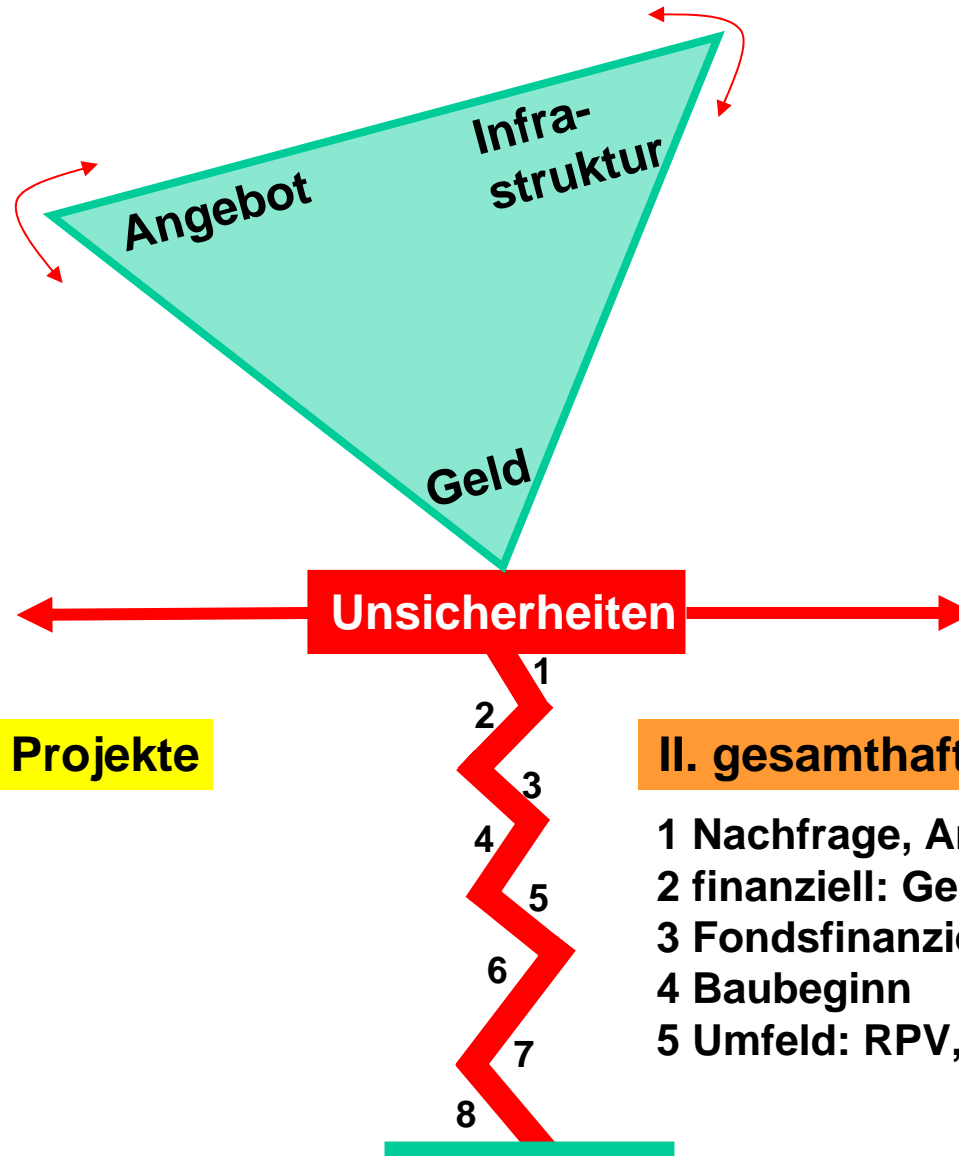 Infra-
struktur
Angebot
Geld
Unsicherheiten
1
2
3
4
5
6
7
8
Projekte
II. gesamthaft
1 Nachfrage,
2 finanziell:
3
4 Baubeginn
5 Umfeld: RPV,